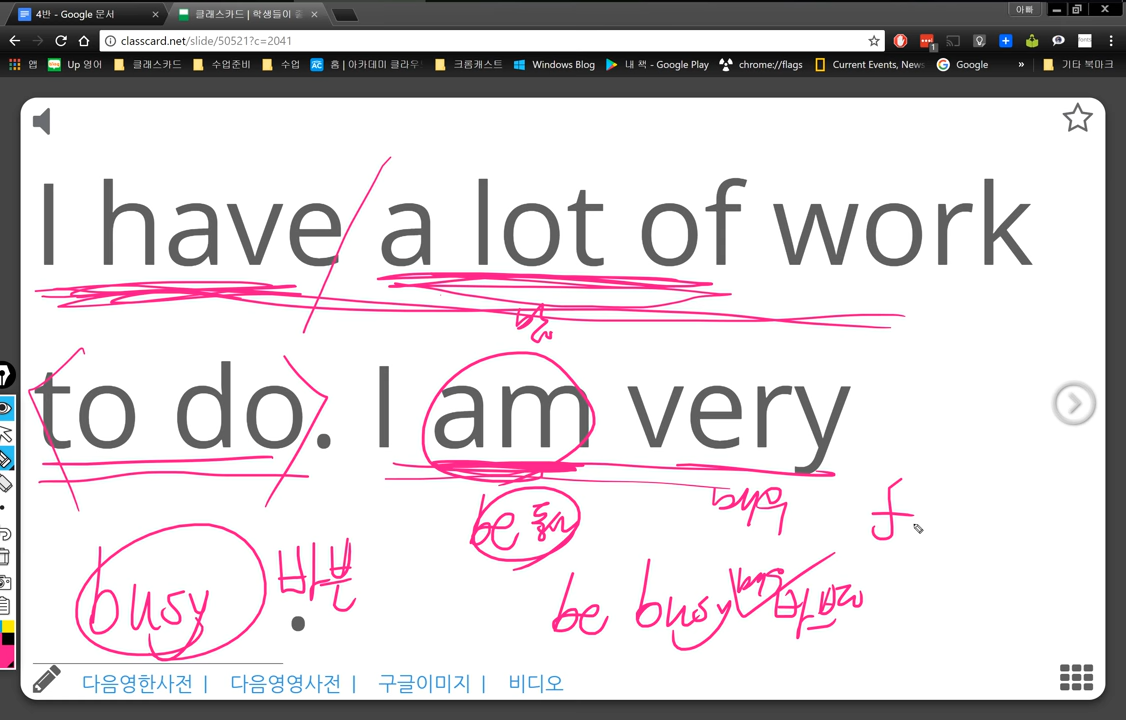 4반 - Google 문서
클래스카드 | 학생들이 즐
아빠
classcard.net/slide/50521?c=2041
앱 Up 영어 클래스카드 수업준비 수업 홈 | 아카데미 클라우 크롬캐스트 Windows Blog 내 책 - Google Play chrome://flags Current Events, News Google » 기타 북마크
I have a lot of work
to do. I am very
be 동사
f
busy 바쁜
be busy 바쁘다
.
다음영한사전 | 다음영영사전 | 구글이미지 | 비디오